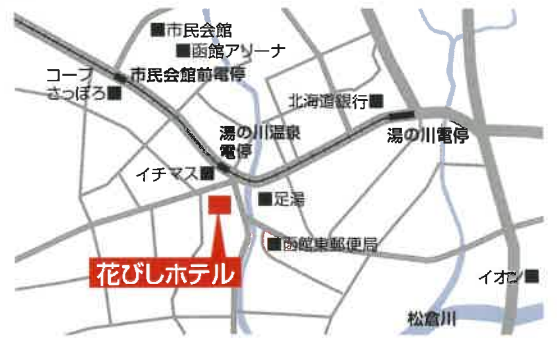 市民会館
函館アリーナ
コープ
さっぽろ
市民会館前電停
北海道銀行
湯の川温泉
電停
湯の川電停
イチマス
足湯
函館東郵便局
花びしホテル
イオン
松倉川